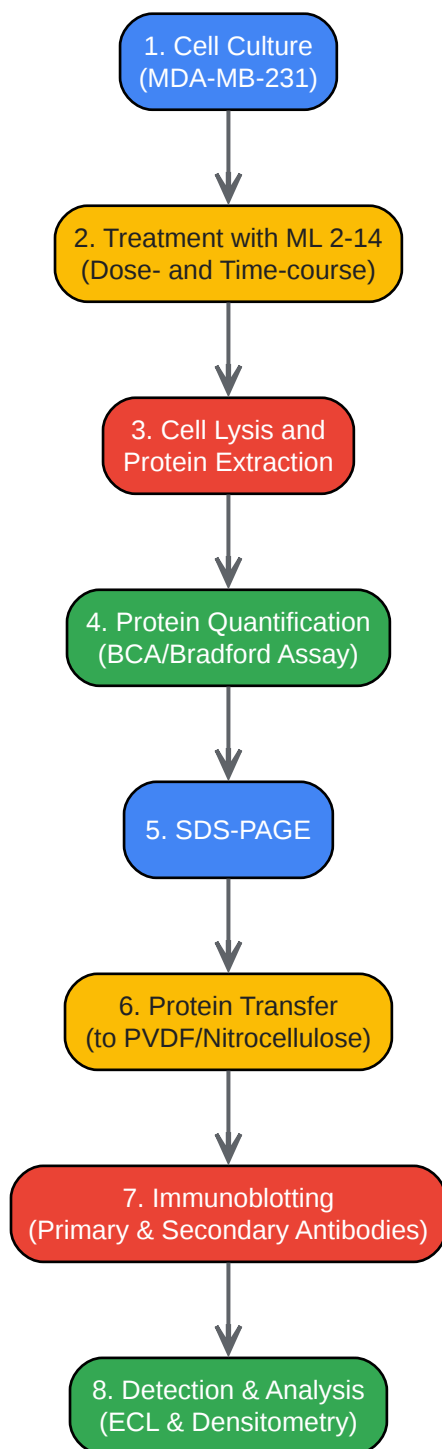 1. Cell Culture
(MDA-MB-231)
2. Treatment with ML 2-14
(Dose- and Time-course)
3. Cell Lysis and
Protein Extraction
4. Protein Quantification
(BCA/Bradford Assay)
5. SDS-PAGE
6. Protein Transfer
(to PVDF/Nitrocellulose)
7. Immunoblotting
(Primary & Secondary Antibodies)
8. Detection & Analysis
(ECL & Densitometry)